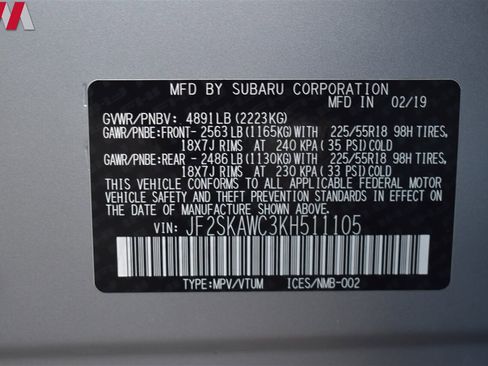 MFD BY SUBARU CORPORATION
MFD IN 02/19
GVWR/PNBV: 4891LB(2223KG)
GAWR/PNBE:FRONT-2563LB(1165KG)WITH 225/55R18 98H TIRES,
18X7J RIMS AT 240 KPA(35 PSI)COLD
GAWR/PNBE:REAR -2486LB(1130KG)WITH 225/55R18 98H TIRES,
18X7J RIMS AT 230 KPA(33 PSI)COLD
THIS VEHICLE CONFORMS TO ALL APPLICABLE FEDERAL MOTOR
VEHICLE SAFETY BUMPER AND THEFT PREVENTION STANDARDS IN EFFECT
ON THE DATE OF MANUFACTURE SHOWN ABOVE.
VIN: JF2SKAWC3KH511105
TYPE:MPV/VTUM ICES/NMB-002